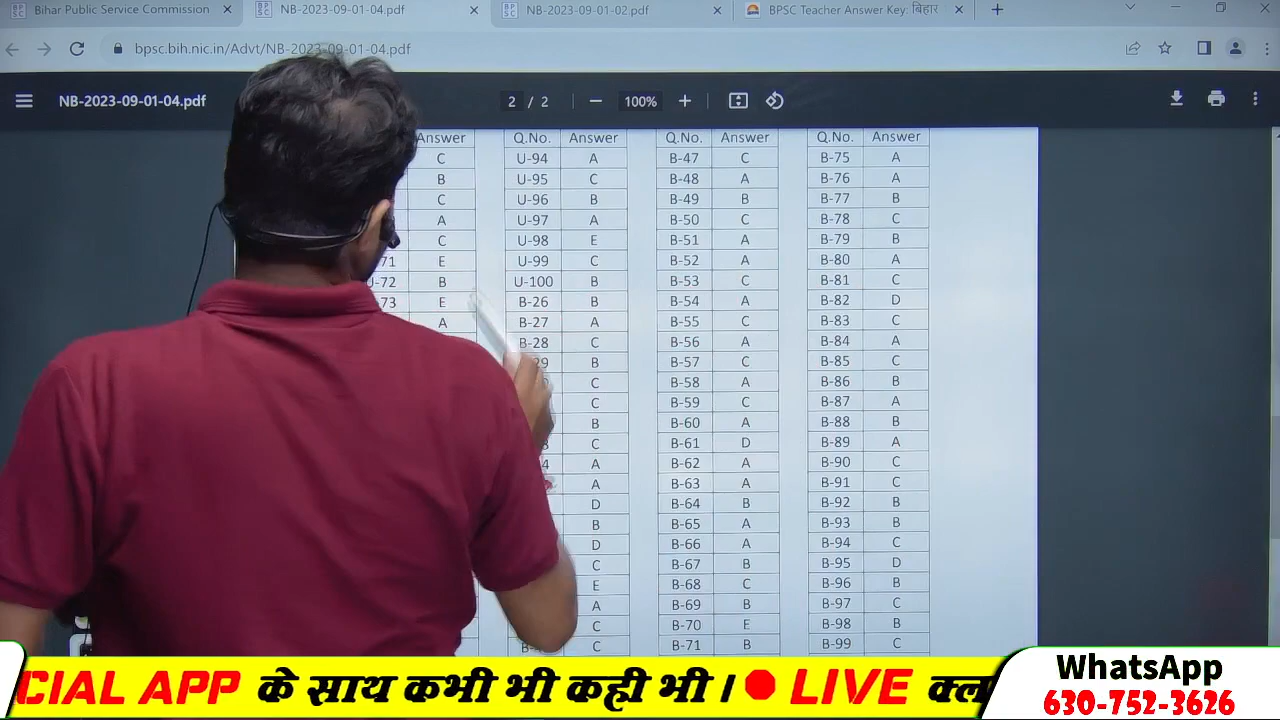 Bihar Public Service Commission
NB-2023-09-01-04.pdf
NB-2023-09-01-02.pdf
BPSC Teacher Answer Key: बिहार
bpsc.bih.nic.in/Advt/NB-2023-09-01-04.pdf
NB-2023-09-01-04.pdf
2 / 2
100%
Answer Q.No. Answer Q.No. Answer Q.No. Answer
C U-94 A B-47 C B-75 A
B U-95 C B-48 A B-76 A
C U-96 B B-49 B B-77 B
A U-97 A B-50 C B-78 C
C U-98 E B-51 A B-79 B
71 E U-99 C B-52 A B-80 A
U-72 B U-100 B B-53 C B-81 C
-73 E B-26 B B-54 A B-82 D
A B-27 A B-55 C B-83 C
B-28 C B-56 A B-84 A
29 B B-57 C B-85 C
C B-58 A B-86 B
C B-59 C B-87 A
B B-60 A B-88 B
C B-61 D B-89 A
A B-62 A B-90 C
A B-63 A B-91 C
D B-64 B B-92 B
B B-65 A B-93 B
D B-66 A B-94 C
C B-67 B B-95 D
E B-68 C B-96 B
A B-69 B B-97 C
C B-70 E B-98 B
C B-71 B B-99 C
CIAL APP के साथ कभी भी कही भी । LIVE क्ल
WhatsApp
630-752-3626